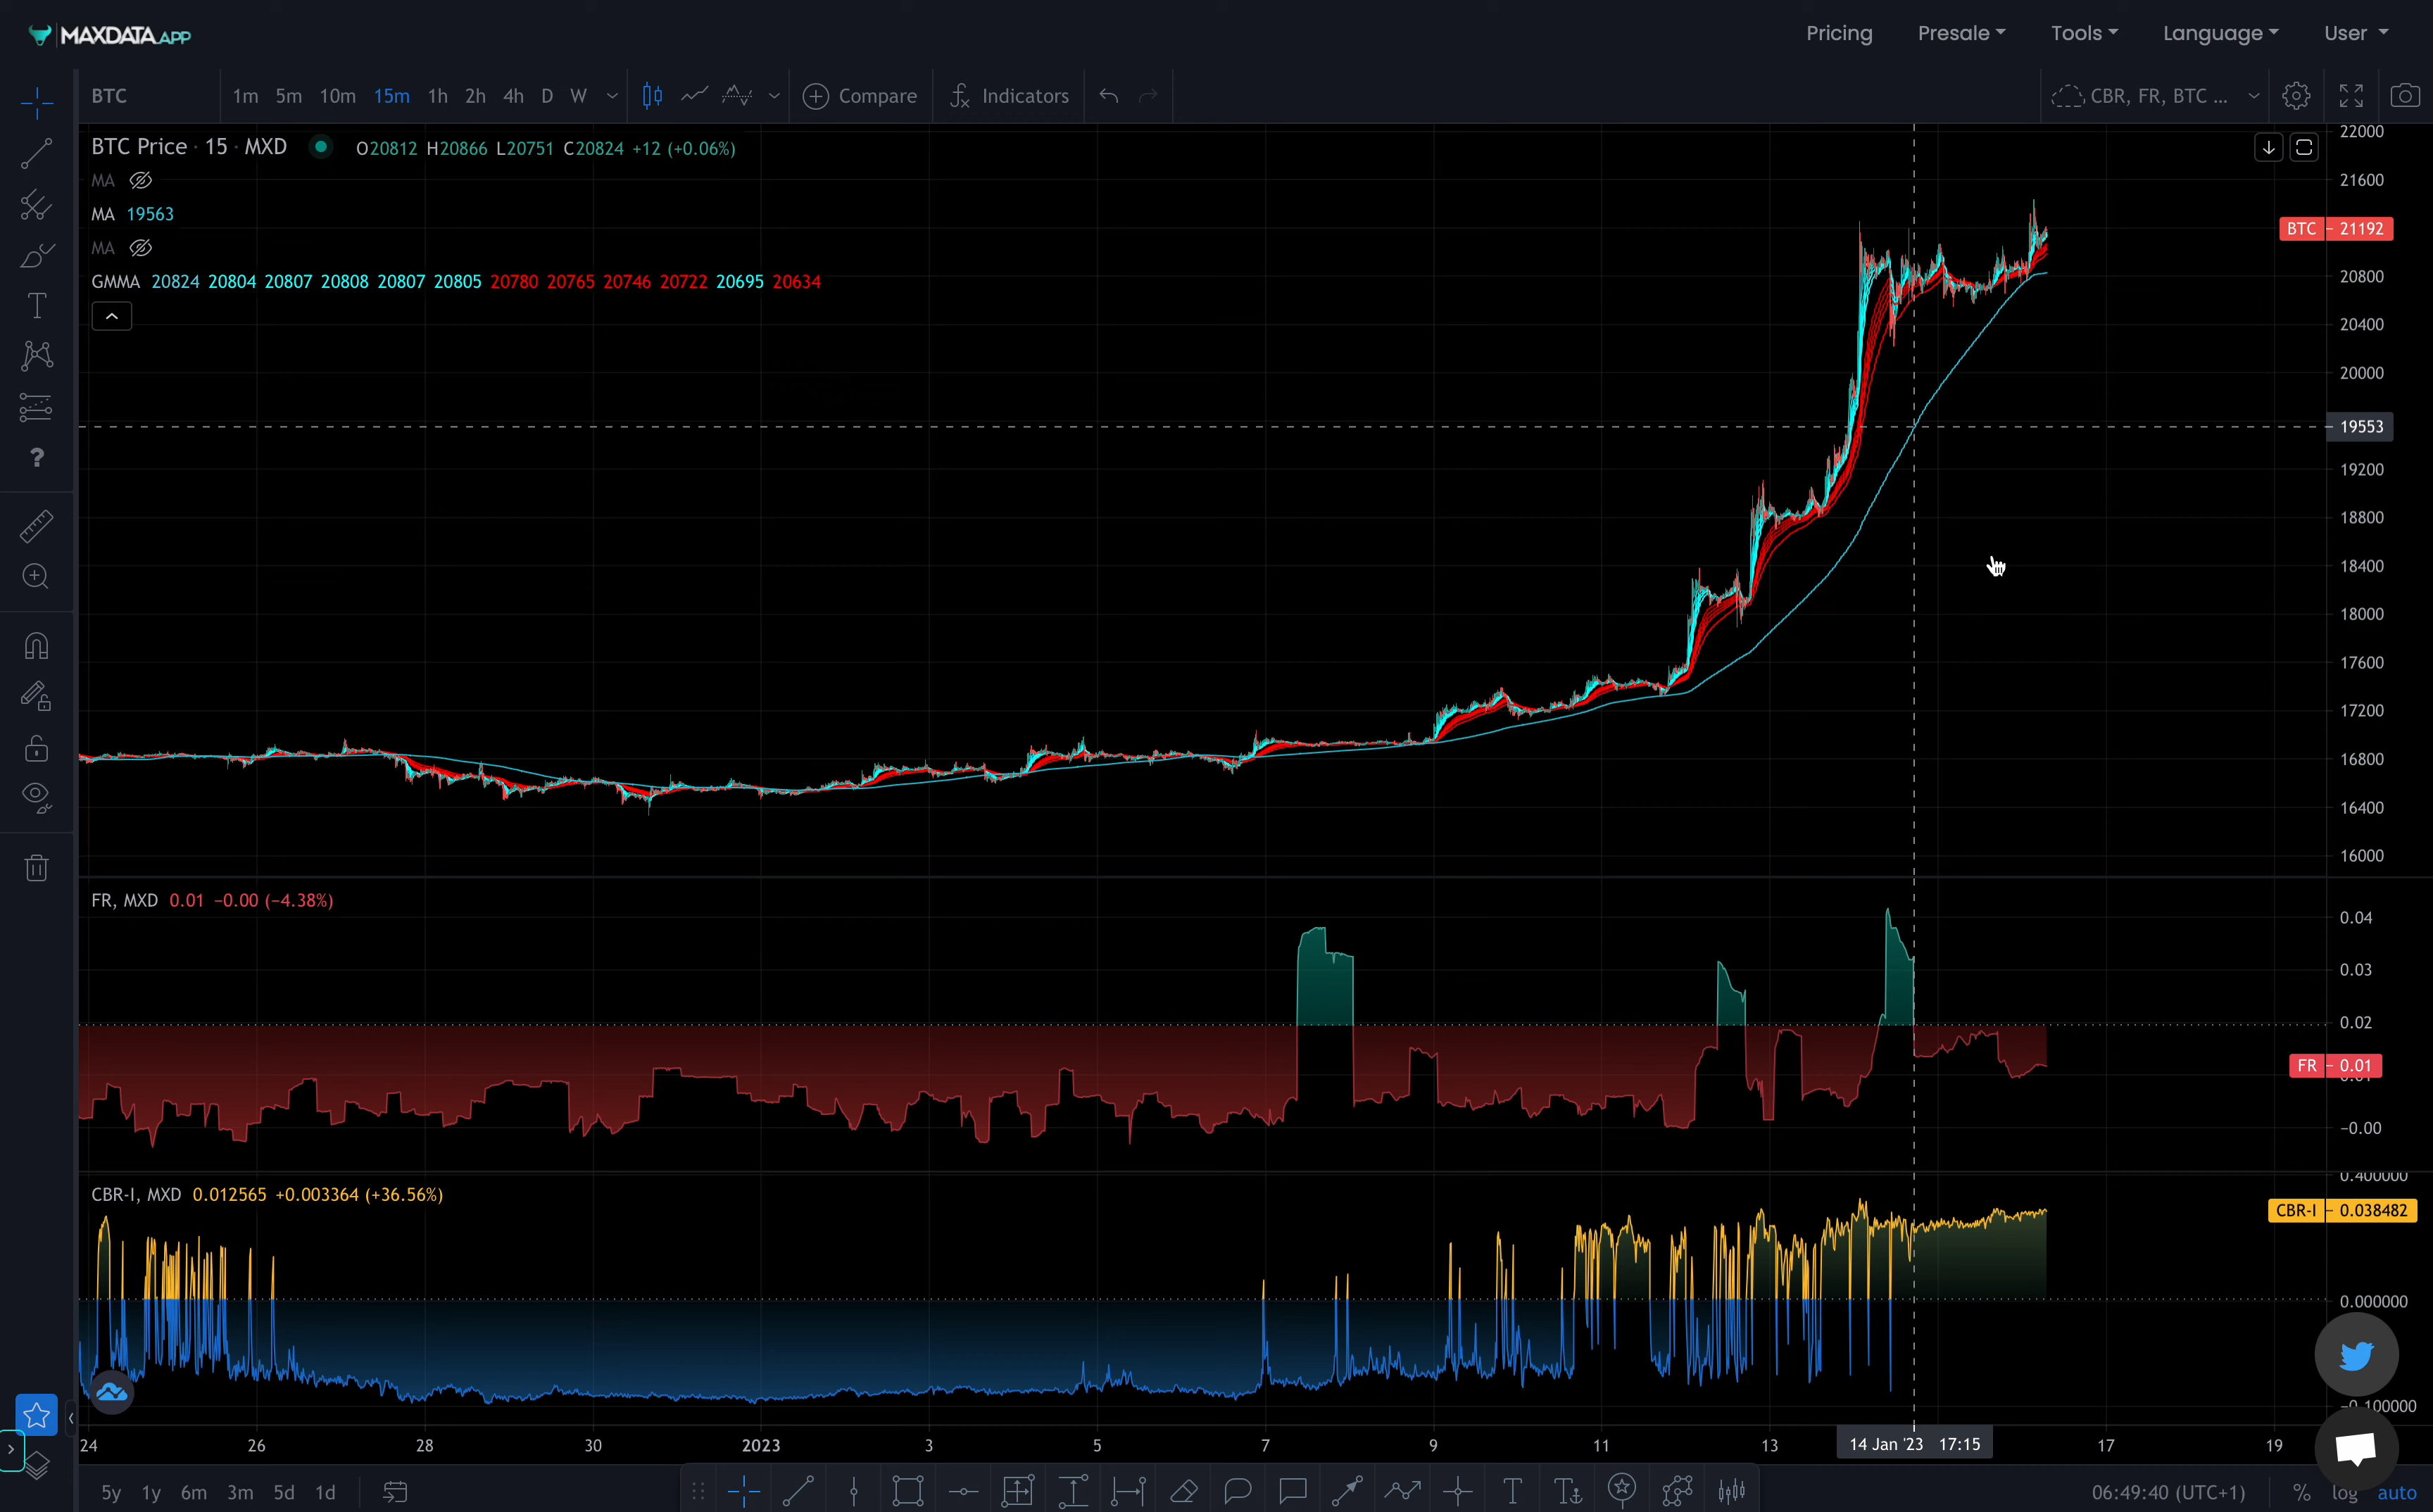 MAXDATA.APP
Pricing Presale Tools Language User
BTC 1m 5m 10m 15m 1h 2h 4h D W Compare Indicators CBR, FR, BTC ...
BTC Price · 15 · MXD O20812 H20866 L20751 C20824 +12 (+0.06%)
MA
MA 19563
MA
GMMA 20824 20804 20807 20808 20807 20805 20780 20765 20746 20722 20695 20634
22000
21600
BTC 21192
20800
20400
20000
19553
19200
18800
18400
18000
17600
17200
16800
16400
16000
FR, MXD 0.01 −0.00 (−4.38%)
0.04
0.03
0.02
FR 0.01
−0.00
CBR-I, MXD 0.012565 +0.003364 (+36.56%)
0.400000
CBR-I 0.038482
0.000000
−0.100000
24 26 28 30 2023 3 5 7 9 11 13 14 Jan '23 17:15 17 19
5y 1y 6m 3m 5d 1d 06:49:40 (UTC+1) % log auto